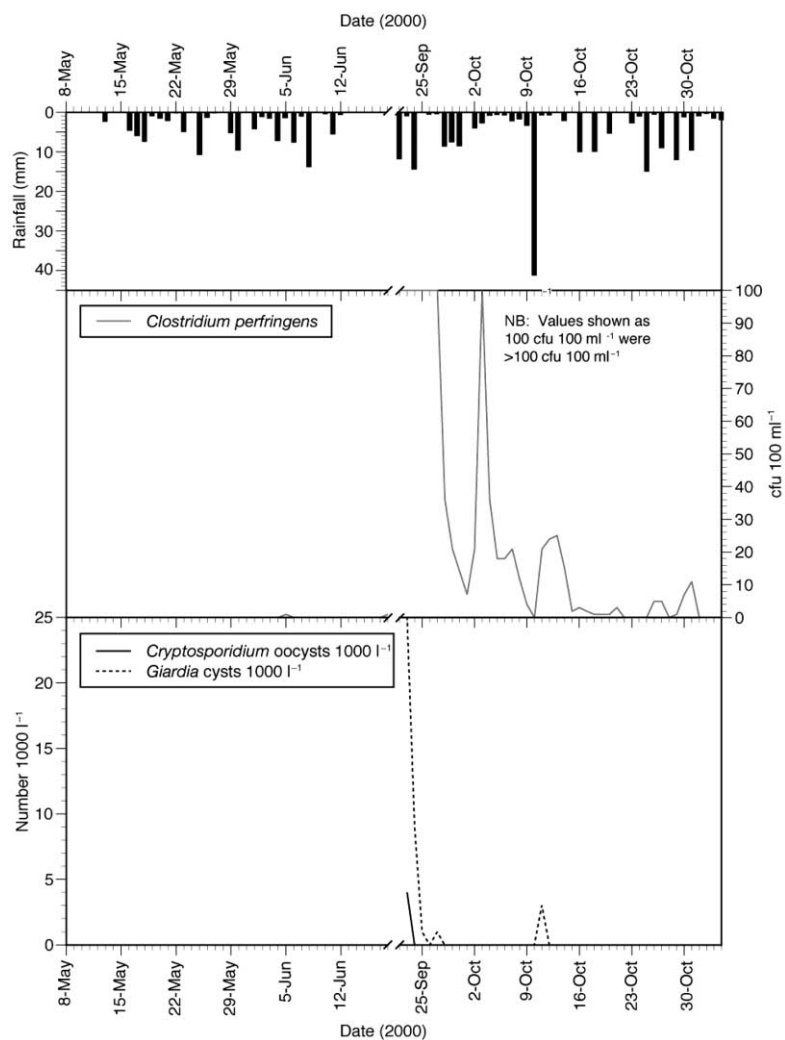 Date (2000)
8-May
15-May
22-May
29-May
5-Jun
12-Jun
25-Sep
2-Oct
9-Oct
16-Oct
23-Oct
30-Oct
0
10
20
30
40
Rainfall (mm)
Clostridium perfringens
NB: Values shown as
100 cfu 100 ml ⁻¹ were
>100 cfu 100 ml⁻¹
⁻¹
100
90
80
70
60
50
40
30
20
10
0
cfu 100 ml⁻¹
Cryptosporidium oocysts 1000 l⁻¹
Giardia cysts 1000 l⁻¹
25
20
15
10
5
0
Number 1000 l⁻¹
8-May
15-May
22-May
29-May
5-Jun
12-Jun
25-Sep
2-Oct
9-Oct
16-Oct
23-Oct
30-Oct
Date (2000)